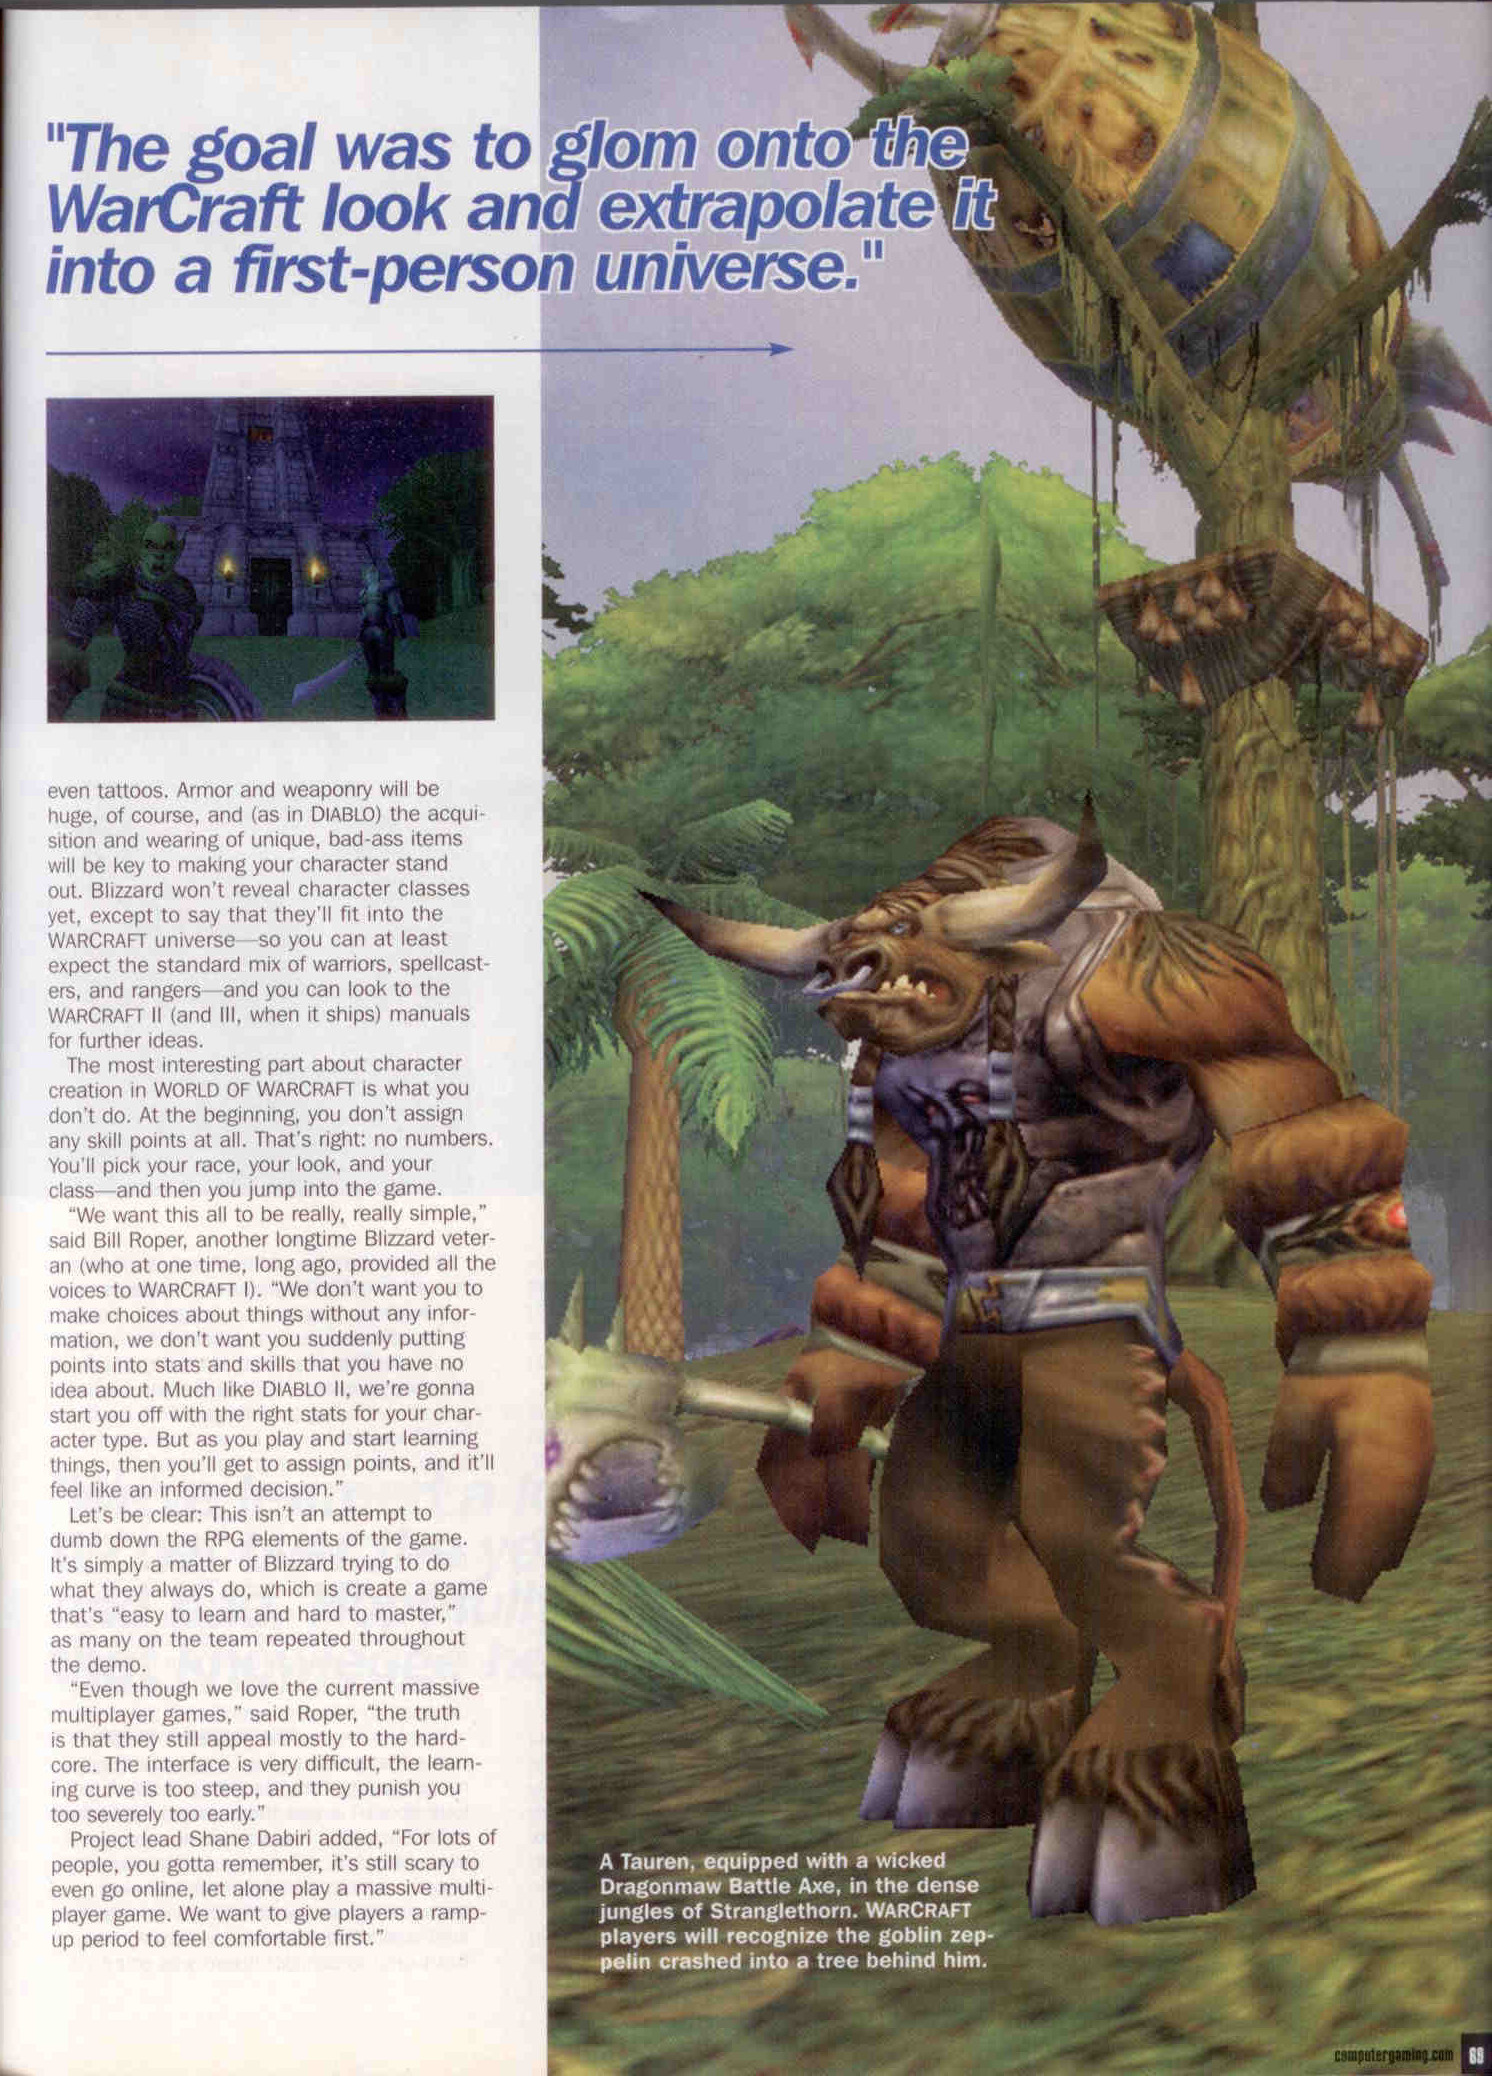 "The goal was to glom onto the
WarCraft look and extrapolate it
into a first-person universe."
even tattoos. Armor and weaponry will be
huge, of course, and (as in DIABLO) the acqui-
sition and wearing of unique, bad-ass items
will be key to making your character stand
out. Blizzard won't reveal character classes
yet, except to say that they'll fit into the
WARCRAFT universe—so you can at least
expect the standard mix of warriors, spellcast-
ers, and rangers—and you can look to the
WARCRAFT II (and III, when it ships) manuals
for further ideas.
The most interesting part about character
creation in WORLD OF WARCRAFT is what you
don't do. At the beginning, you don't assign
any skill points at all. That's right: no numbers.
You'll pick your race, your look, and your
class—and then you jump into the game.
“We want this all to be really, really simple,”
said Bill Roper, another longtime Blizzard veter-
an (who at one time, long ago, provided all the
voices to WARCRAFT I). “We don't want you to
make choices about things without any infor-
mation, we don't want you suddenly putting
points into stats and skills that you have no
idea about. Much like DIABLO II, we're gonna
start you off with the right stats for your char-
acter type. But as you play and start learning
things, then you'll get to assign points, and it'll
feel like an informed decision.”
Let's be clear: This isn't an attempt to
dumb down the RPG elements of the game.
It's simply a matter of Blizzard trying to do
what they always do, which is create a game
that's “easy to learn and hard to master,”
as many on the team repeated throughout
the demo.
“Even though we love the current massive
multiplayer games,” said Roper, “the truth
is that they still appeal mostly to the hard-
core. The interface is very difficult, the learn-
ing curve is too steep, and they punish you
too severely too early.”
Project lead Shane Dabiri added, “For lots of
people, you gotta remember, it's still scary to
even go online, let alone play a massive multi-
player game. We want to give players a ramp-
up period to feel comfortable first.”
A Tauren, equipped with a wicked
Dragonmaw Battle Axe, in the dense
jungles of Stranglethorn. WARCRAFT
players will recognize the goblin zep-
pelin crashed into a tree behind him.
computergaming.com 69